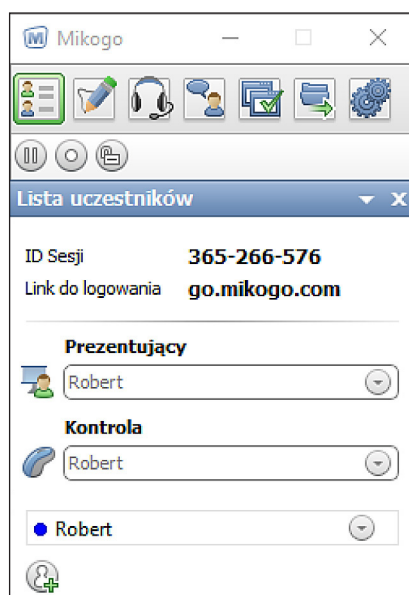 Mikogo
Lista uczestników
ID Sesji 365-266-576
Link do logowania go.mikogo.com
Prezentujący
Robert
Kontrola
Robert
Robert